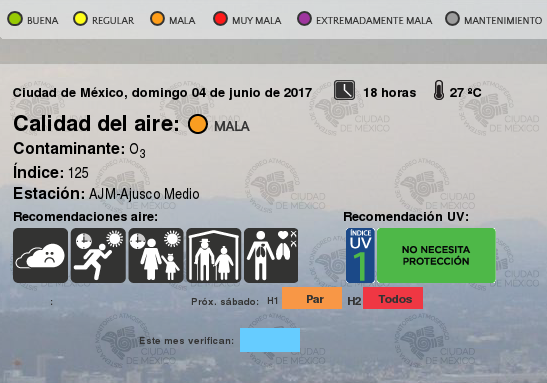 BUENA REGULAR MALA MUY MALA EXTREMADAMENTE MALA MANTENIMIENTO
Ciudad de México, domingo 04 de junio de 2017 18 horas 27 ºC
Calidad del aire: MALA
Contaminante: O3
Índice: 125
Estación: AJM-Ajusco Medio
Recomendaciones aire: Recomendación UV:
ÍNDICE
UV
1
NO NECESITA
PROTECCIÓN
: Próx. sábado: H1 Par H2 Todos
Este mes verifican:
CIUDAD
DE MÉXICO